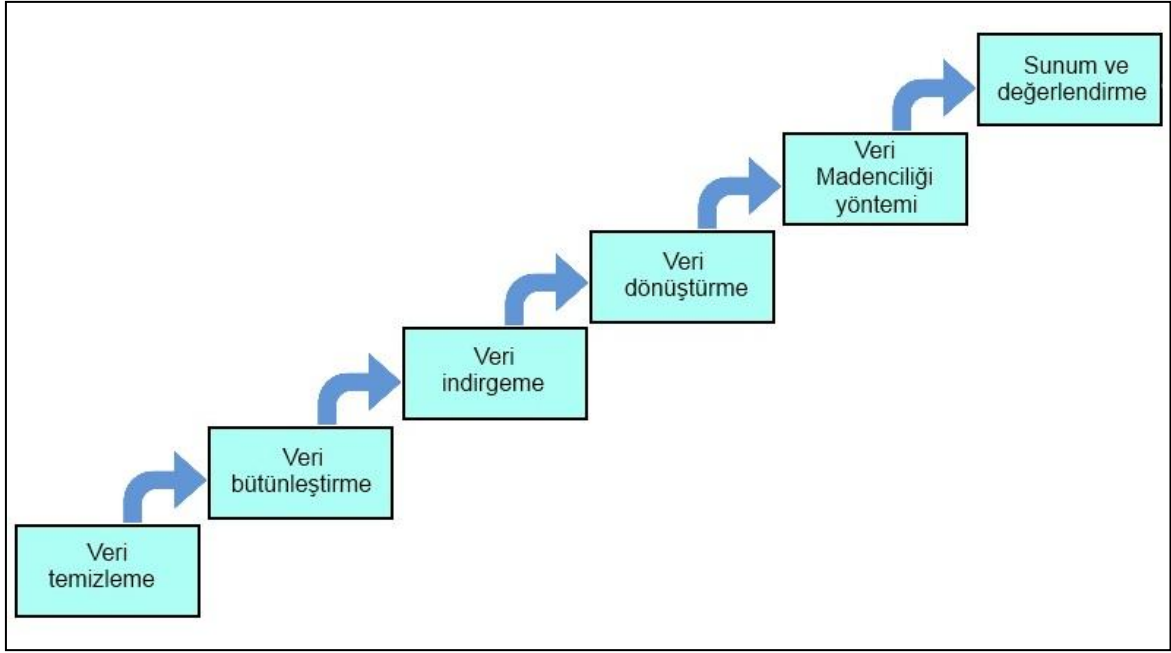 Sunum ve
değerlendirme
Veri
Madenciliği
yöntemi
Veri
dönüştürme
Veri
indirgeme
Veri
bütünleştirme
Veri
temizleme